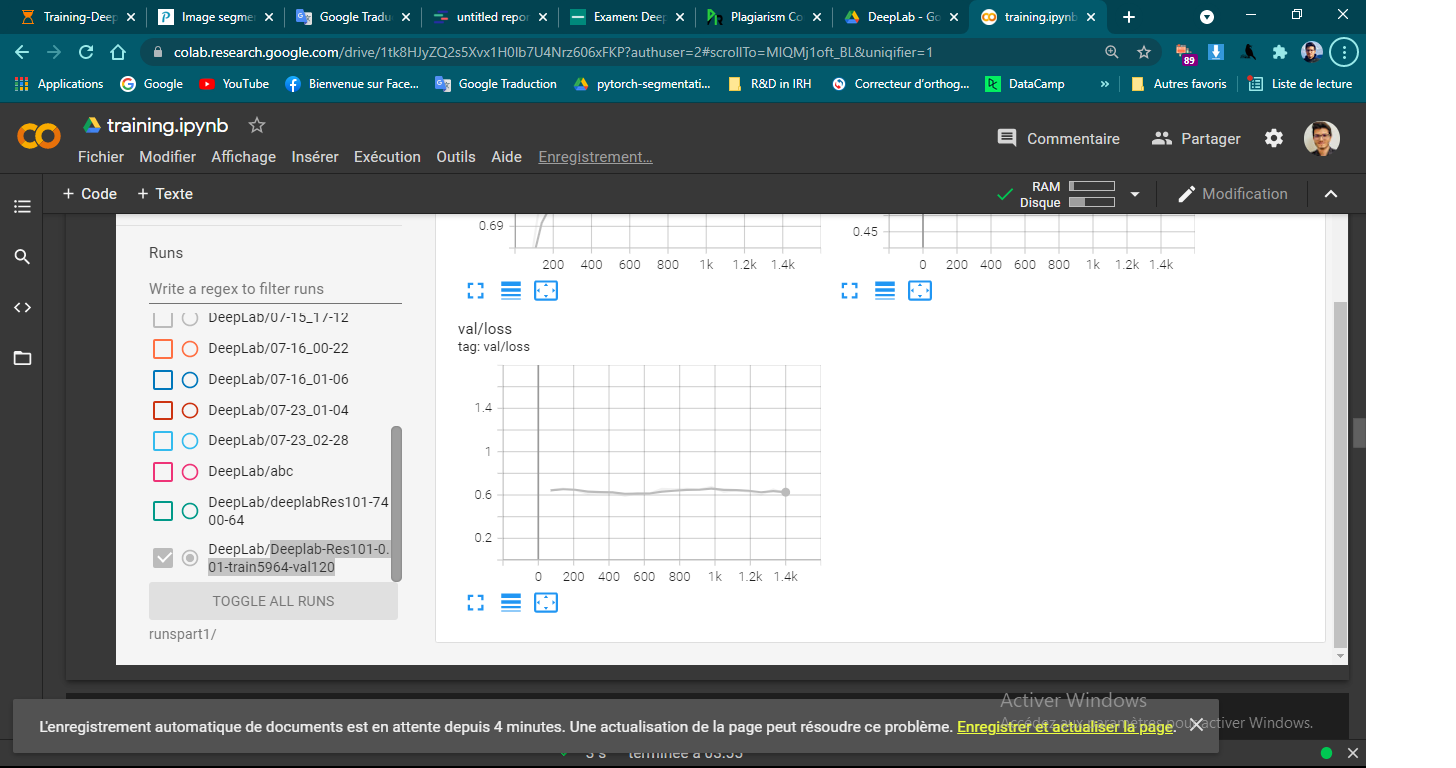 Training-Deep
Image segmen
Google Tradu
untitled repor
Examen: Deep
Plagiarism Co
DeepLab - Go
training.ipynb
colab.research.google.com/drive/1tk8HJyZQ2s5Xvx1H0lb7U4Nrz606xFKP?authuser=2#scrollTo=MIQMj1oft_BL&uniqifier=1
89
Applications Google YouTube Bienvenue sur Face... Google Traduction pytorch-segmentati... R&D in IRH Correcteur d'orthog... DataCamp » Autres favoris Liste de lecture
training.ipynb
Commentaire Partager
Fichier Modifier Affichage Insérer Exécution Outils Aide Enregistrement...
+ Code + Texte
RAM
Disque
Modification
Runs
Write a regex to filter runs
DeepLab/07-15_17-12
DeepLab/07-16_00-22
DeepLab/07-16_01-06
DeepLab/07-23_01-04
DeepLab/07-23_02-28
DeepLab/abc
DeepLab/deeplabRes101-74
00-64
DeepLab/Deeplab-Res101-0.
01-train5964-val120
TOGGLE ALL RUNS
runspart1/
0.69
200 400 600 800 1k 1.2k 1.4k
0.45
0 200 400 600 800 1k 1.2k 1.4k
val/loss
tag: val/loss
1.4
1
0.6
0.2
0 200 400 600 800 1k 1.2k 1.4k
Activer Windows
Accédez aux paramètres pour activer Windows.
L'enregistrement automatique de documents est en attente depuis 4 minutes. Une actualisation de la page peut résoudre ce problème. Enregistrer et actualiser la page.
3 s terminée à 03:53